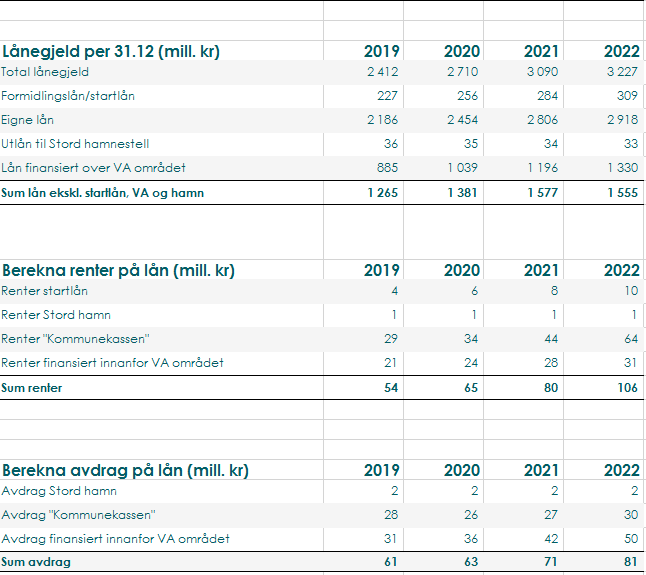 Lånegjeld per 31.12 (mill. kr) 2019 2020 2021 2022
Total lånegjeld 2 412 2 710 3 090 3 227
Formidlingslån/startlån 227 256 284 309
Eigne lån 2 186 2 454 2 806 2 918
Utlån til Stord hamnestell 36 35 34 33
Lån finansiert over VA området 885 1 039 1 196 1 330
Sum lån ekskl. startlån, VA og hamn 1 265 1 381 1 577 1 555
Berekna renter på lån (mill. kr) 2019 2020 2021 2022
Renter startlån 4 6 8 10
Renter Stord hamn 1 1 1 1
Renter "Kommunekassen" 29 34 44 64
Renter finansiert innanfor VA området 21 24 28 31
Sum renter 54 65 80 106
Berekna avdrag på lån (mill. kr) 2019 2020 2021 2022
Avdrag Stord hamn 2 2 2 2
Avdrag "Kommunekassen" 28 26 27 30
Avdrag finansiert innanfor VA området 31 36 42 50
Sum avdrag 61 63 71 81